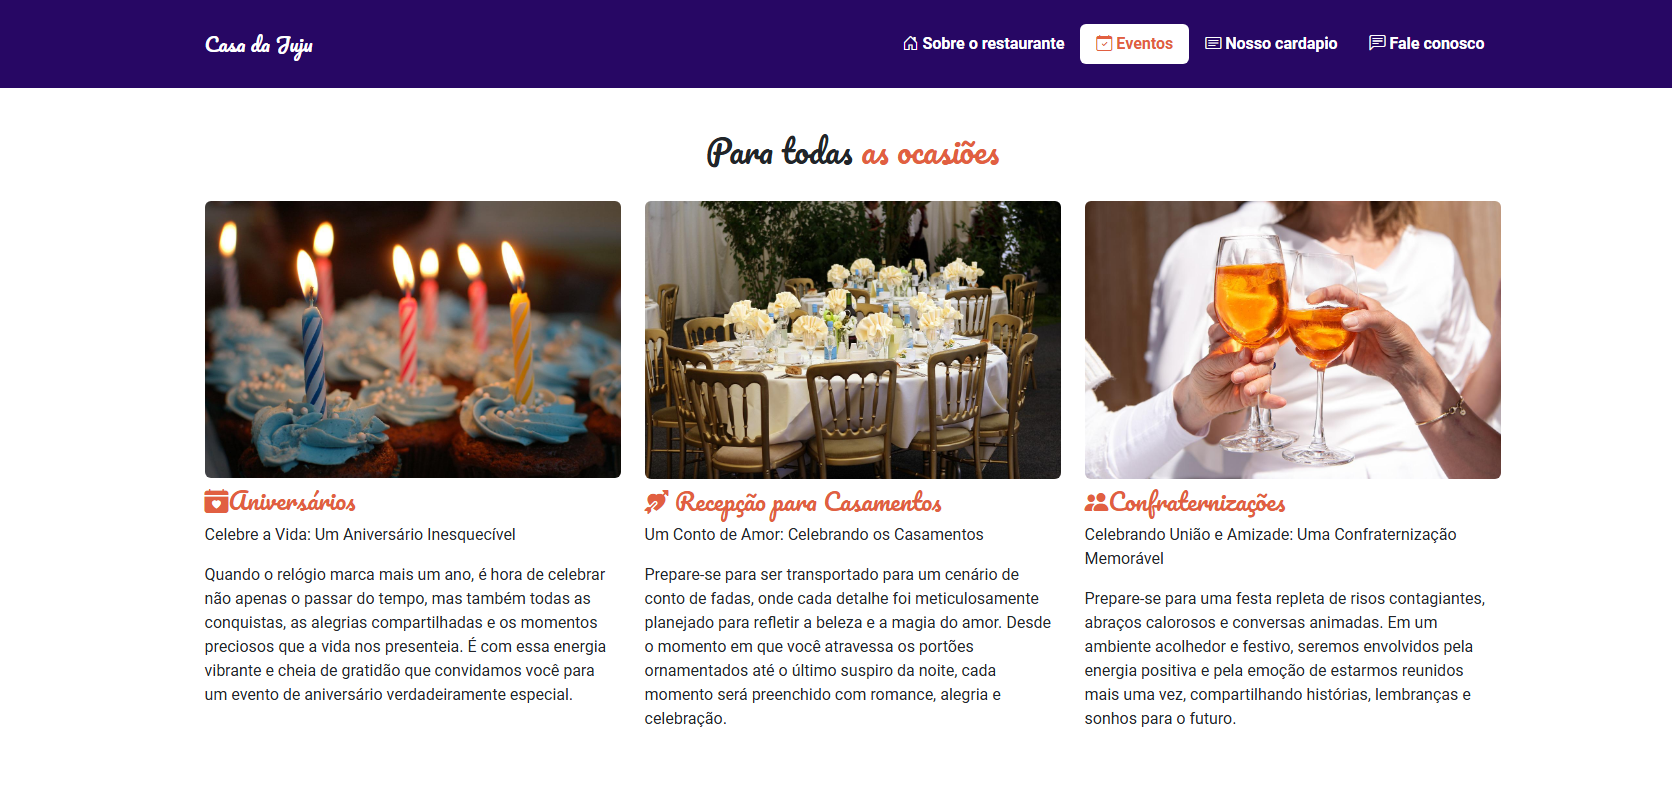 Casa da Juju
Sobre o restaurante
Eventos
Nosso cardapio
Fale conosco
Para todas as ocasiões
Aniversários
Celebre a Vida: Um Aniversário Inesquecível
Quando o relógio marca mais um ano, é hora de celebrar
não apenas o passar do tempo, mas também todas as
conquistas, as alegrias compartilhadas e os momentos
preciosos que a vida nos presenteia. É com essa energia
vibrante e cheia de gratidão que convidamos você para
um evento de aniversário verdadeiramente especial.
Recepção para Casamentos
Um Conto de Amor: Celebrando os Casamentos
Prepare-se para ser transportado para um cenário de
conto de fadas, onde cada detalhe foi meticulosamente
planejado para refletir a beleza e a magia do amor. Desde
o momento em que você atravessa os portões
ornamentados até o último suspiro da noite, cada
momento será preenchido com romance, alegria e
celebração.
Confraternizações
Celebrando União e Amizade: Uma Confraternização
Memorável
Prepare-se para uma festa repleta de risos contagiantes,
abraços calorosos e conversas animadas. Em um
ambiente acolhedor e festivo, seremos envolvidos pela
energia positiva e pela emoção de estarmos reunidos
mais uma vez, compartilhando histórias, lembranças e
sonhos para o futuro.